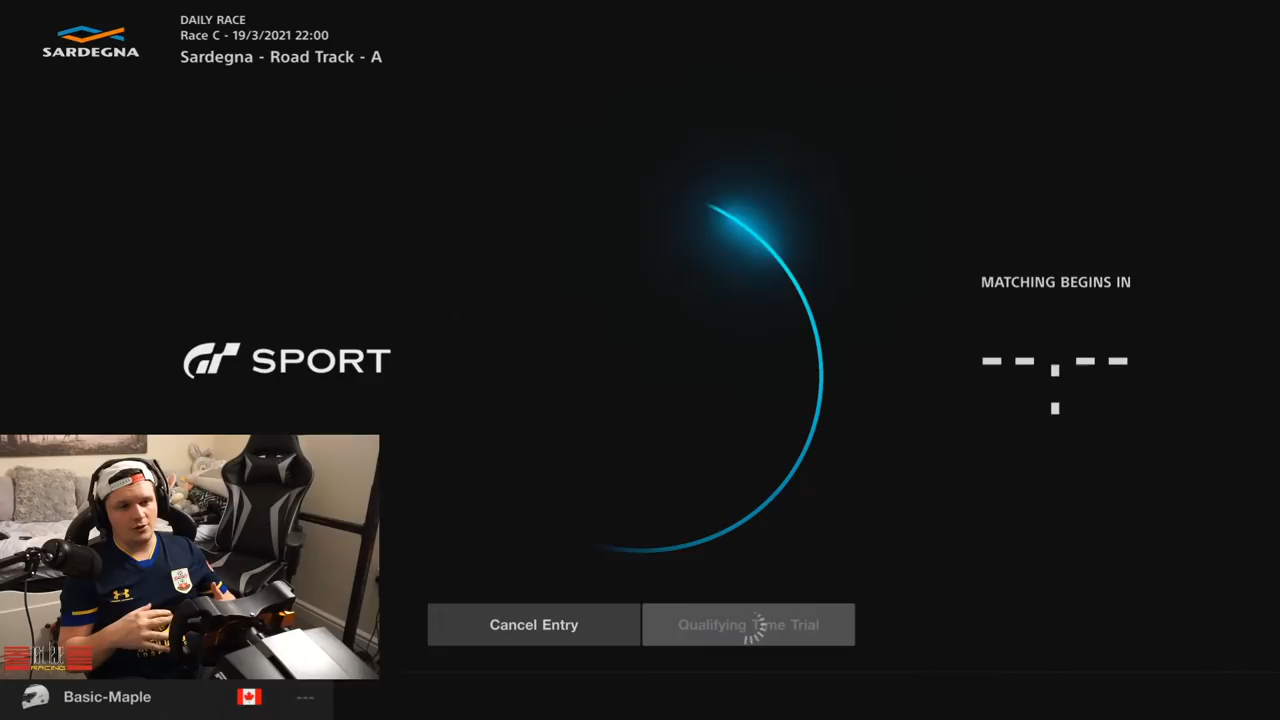 SARDEGNA
DAILY RACE
Race C - 19/3/2021 22:00
Sardegna - Road Track - A
MATCHING BEGINS IN
-- : --
GT SPORT
Cancel Entry
Qualifying Time Trial
RACING
Basic-Maple
---